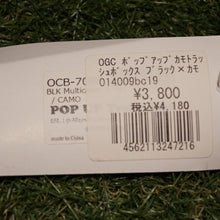 OCB-70
BLK Multic
/ CAMO
POP U
made in China
OGC ポップアップカモトラッ
シュボックス ブラック×カモ
014009bg19
¥3,800
税込¥4,180
4562113247216